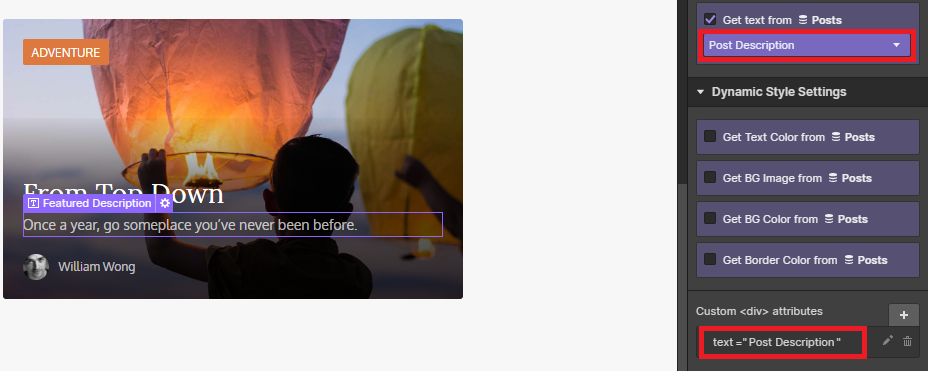 ADVENTURE
From Top Down
Featured Description
Once a year, go someplace you've never been before.
William Wong
Get text from Posts
Post Description
Dynamic Style Settings
Get Text Color from Posts
Get BG Image from Posts
Get BG Color from Posts
Get Border Color from Posts
Custom <div> attributes
+
text ="Post Description"